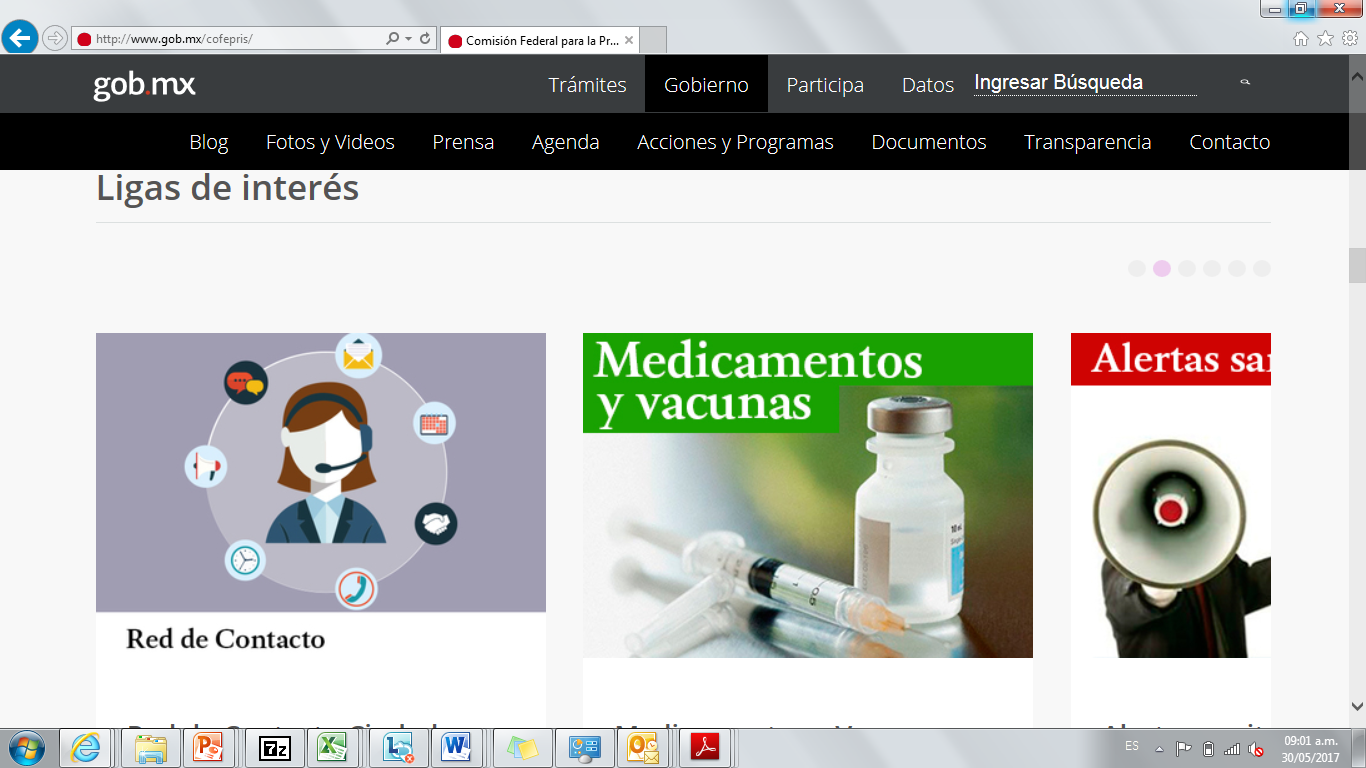 http://www.gob.mx/cofepris/
Comisión Federal para la Pr...
gob.mx
Trámites
Gobierno
Participa
Datos
Ingresar Búsqueda
Blog
Fotos y Videos
Prensa
Agenda
Acciones y Programas
Documentos
Transparencia
Contacto
Ligas de interés
Red de Contacto
Medicamentos
y vacunas
Alertas sa
ES
09:01 a.m.
30/05/2017